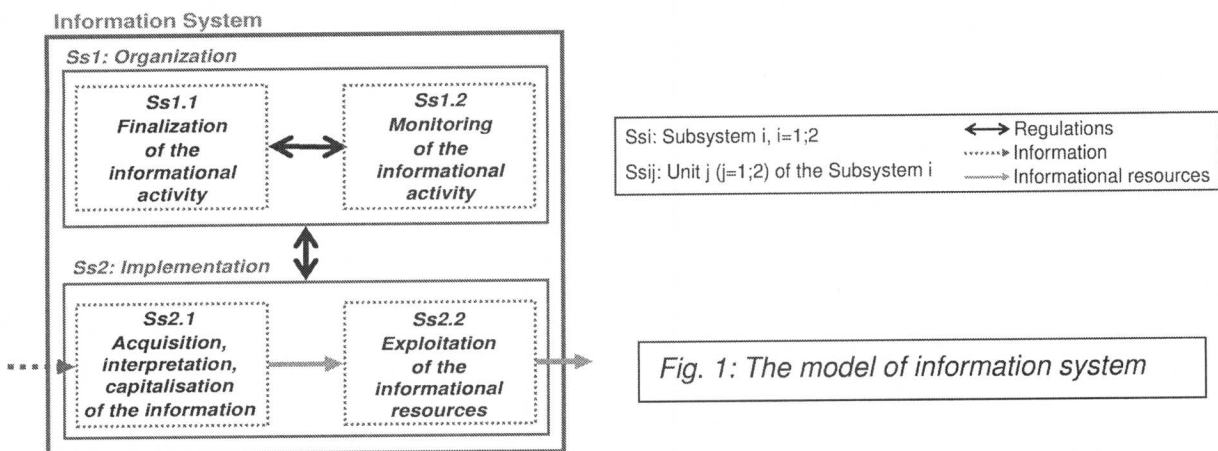 Information System
Ss1: Organization
Ss1.1
Finalization
of the
informational
activity
Ss1.2
Monitoring
of the
informational
activity
Ss2: Implementation
Ss2.1
Acquisition,
interpretation,
capitalisation
of the information
Ss2.2
Exploitation
of the
informational
resources
Ssi: Subsystem i, i=1;2
Ssij: Unit j (j=1;2) of the Subsystem i
Regulations
Information
Informational resources
Fig. 1: The model of information system